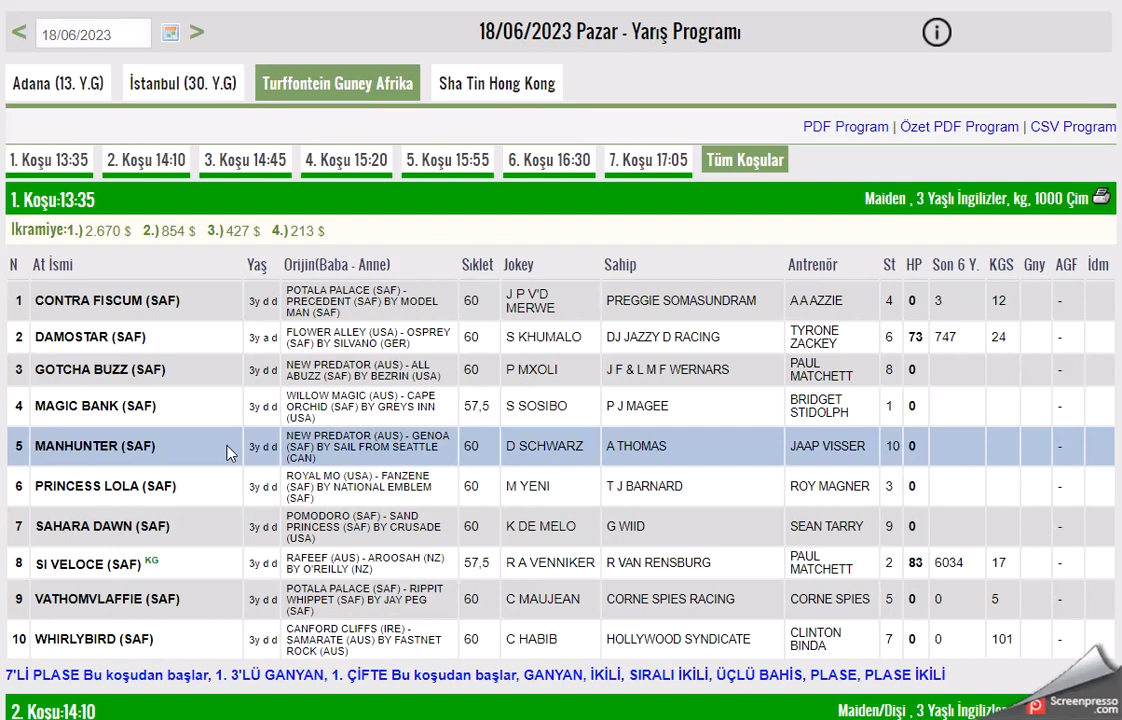 < 18/06/2023 > 18/06/2023 Pazar - Yarış Programı
Adana (13. Y.G) İstanbul (30. Y.G) Turffontein Guney Afrika Sha Tin Hong Kong
PDF Program | Özet PDF Program | CSV Program
1. Koşu 13:35 2. Koşu 14:10 3. Koşu 14:45 4. Koşu 15:20 5. Koşu 15:55 6. Koşu 16:30 7. Koşu 17:05 Tüm Koşular
1. Koşu:13:35 Maiden , 3 Yaşlı İngilizler, kg, 1000 Çim
Ikramiye:1.) 2.670 $ 2.) 854 $ 3.) 427 $ 4.) 213 $
N At İsmi Yaş Orijin(Baba - Anne) Sıklet Jokey Sahip Antrenör St HP Son 6 Y. KGS Gny AGF İdm
1 CONTRA FISCUM (SAF) 3y d d POTALA PALACE (SAF) - PRECEDENT (SAF) BY MODEL MAN (SAF) 60 J P V'D MERWE PREGGIE SOMASUNDRAM A A AZZIE 4 0 3 12 -
2 DAMOSTAR (SAF) 3y a d FLOWER ALLEY (USA) - OSPREY (SAF) BY SILVANO (GER) 60 S KHUMALO DJ JAZZY D RACING TYRONE ZACKEY 6 73 747 24 -
3 GOTCHA BUZZ (SAF) 3y d d NEW PREDATOR (AUS) - ALL ABUZZ (SAF) BY BEZRIN (USA) 60 P MXOLI J F & L M F WERNARS PAUL MATCHETT 8 0 -
4 MAGIC BANK (SAF) 3y d d WILLOW MAGIC (AUS) - CAPE ORCHID (SAF) BY GREYS INN (USA) 57,5 S SOSIBO P J MAGEE BRIDGET STIDOLPH 1 0 -
5 MANHUNTER (SAF) 3y d d NEW PREDATOR (AUS) - GENOA (SAF) BY SAIL FROM SEATTLE (CAN) 60 D SCHWARZ A THOMAS JAAP VISSER 10 0 -
6 PRINCESS LOLA (SAF) 3y d d ROYAL MO (USA) - FANZENE (SAF) BY NATIONAL EMBLEM (SAF) 60 M YENI T J BARNARD ROY MAGNER 3 0 -
7 SAHARA DAWN (SAF) 3y d d POMODORO (SAF) - SAND PRINCESS (SAF) BY CRUSADE (USA) 60 K DE MELO G WIID SEAN TARRY 9 0 -
8 SI VELOCE (SAF) KG 3y d d RAFEEF (AUS) - AROOSAH (NZ) BY O'REILLY (NZ) 57,5 R A VENNIKER R VAN RENSBURG PAUL MATCHETT 2 83 6034 17 -
9 VATHOMVLAFFIE (SAF) 3y d d POTALA PALACE (SAF) - RIPPIT WHIPPET (SAF) BY JAY PEG (SAF) 60 C MAUJEAN CORNE SPIES RACING CORNE SPIES 5 0 0 5 -
10 WHIRLYBIRD (SAF) 3y d d CANFORD CLIFFS (IRE) - SAMARATE (AUS) BY FASTNET ROCK (AUS) 60 C HABIB HOLLYWOOD SYNDICATE CLINTON BINDA 7 0 0 101 -
7'Lİ PLASE Bu koşudan başlar, 1. 3'LÜ GANYAN, 1. ÇİFTE Bu koşudan başlar, GANYAN, İKİLİ, SIRALI İKİLİ, ÜÇLÜ BAHİS, PLASE, PLASE İKİLİ
2. Koşu:14:10 Maiden/Dişi , 3 Yaşlı İngilizler
Screenpresso.com